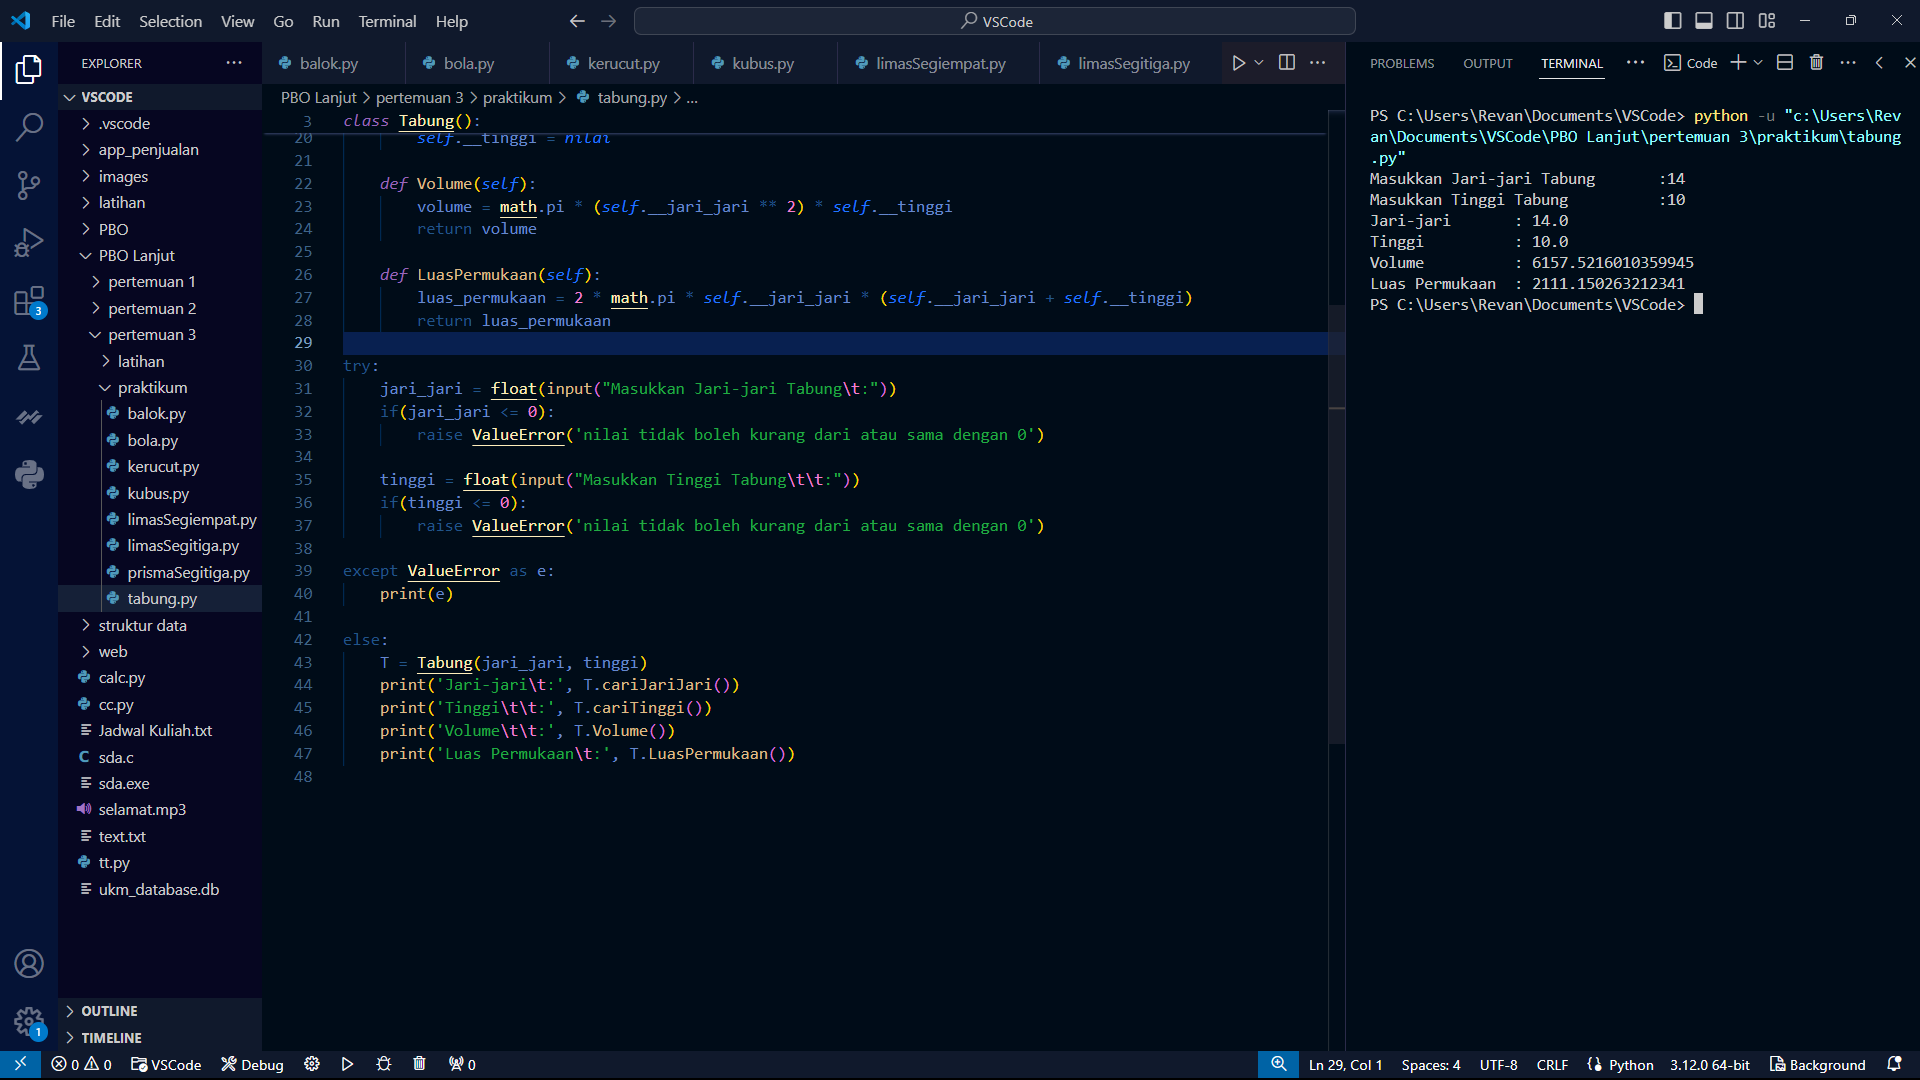 File Edit Selection View Go Run Terminal Help
VSCode
EXPLORER
VSCODE
.vscode
app_penjualan
images
latihan
PBO
PBO Lanjut
pertemuan 1
pertemuan 2
pertemuan 3
latihan
praktikum
balok.py
bola.py
kerucut.py
kubus.py
limasSegiempat.py
limasSegitiga.py
prismaSegitiga.py
tabung.py
struktur data
web
calc.py
cc.py
Jadwal Kuliah.txt
C sda.c
sda.exe
selamat.mp3
text.txt
tt.py
ukm_database.db
OUTLINE
TIMELINE
3
1
balok.py bola.py kerucut.py kubus.py limasSegiempat.py limasSegitiga.py
PBO Lanjut > pertemuan 3 > praktikum > tabung.py > ...
3 class Tabung():
20 self.__tinggi = nilai
21
22 def Volume(self):
23 volume = math.pi * (self.__jari_jari ** 2) * self.__tinggi
24 return volume
25
26 def LuasPermukaan(self):
27 luas_permukaan = 2 * math.pi * self.__jari_jari * (self.__jari_jari + self.__tinggi)
28 return luas_permukaan
29
30 try:
31 jari_jari = float(input("Masukkan Jari-jari Tabung\t:"))
32 if(jari_jari <= 0):
33 raise ValueError('nilai tidak boleh kurang dari atau sama dengan 0')
34
35 tinggi = float(input("Masukkan Tinggi Tabung\t\t:"))
36 if(tinggi <= 0):
37 raise ValueError('nilai tidak boleh kurang dari atau sama dengan 0')
38
39 except ValueError as e:
40 print(e)
41
42 else:
43 T = Tabung(jari_jari, tinggi)
44 print('Jari-jari\t:', T.cariJariJari())
45 print('Tinggi\t\t:', T.cariTinggi())
46 print('Volume\t\t:', T.Volume())
47 print('Luas Permukaan\t:', T.LuasPermukaan())
48
PROBLEMS OUTPUT TERMINAL ... Code
PS C:\Users\Revan\Documents\VSCode> python -u "c:\Users\Rev
an\Documents\VSCode\PBO Lanjut\pertemuan 3\praktikum\tabung
.py"
Masukkan Jari-jari Tabung :14
Masukkan Tinggi Tabung :10
Jari-jari : 14.0
Tinggi : 10.0
Volume : 6157.5216010359945
Luas Permukaan : 2111.150263212341
PS C:\Users\Revan\Documents\VSCode>
0 0 VSCode Debug 0
Ln 29, Col 1 Spaces: 4 UTF-8 CRLF Python 3.12.0 64-bit Background